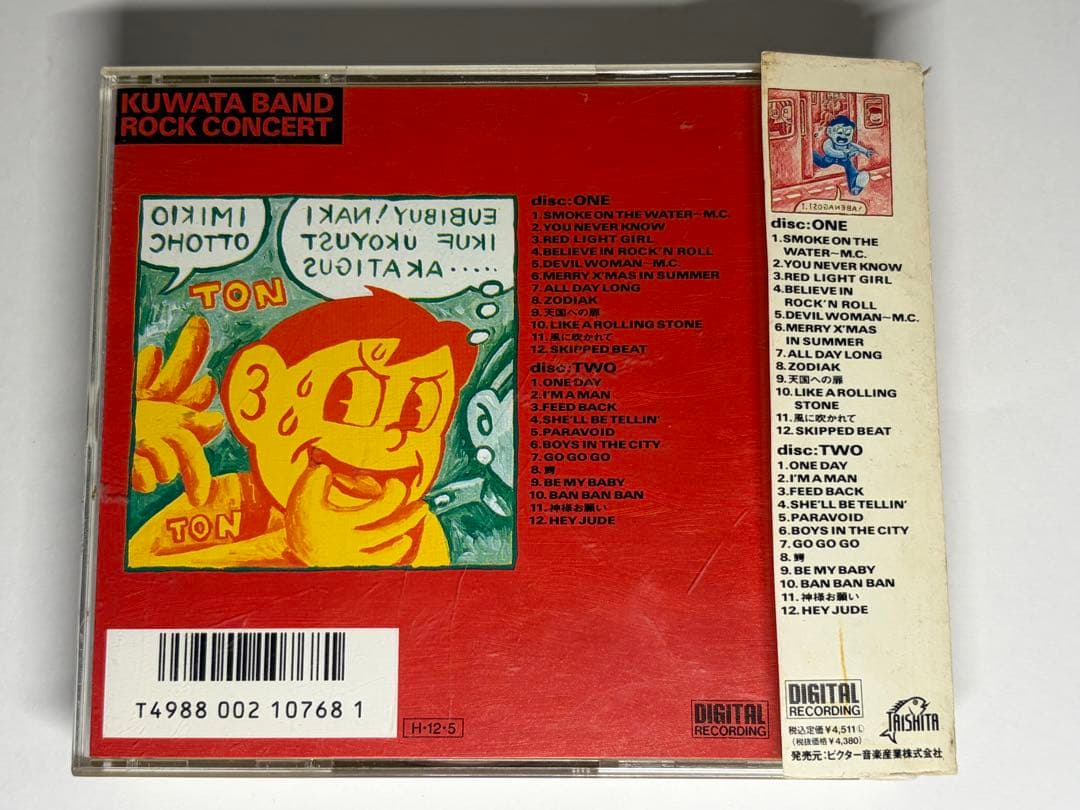 KUWATA BAND
ROCK CONCERT
OIKIMI
CHOTTO
IKAN!YUBIBUE
TSUYOKU FUKI
SUGITAKA.....
TON
TON
disc:ONE
1.SMOKE ON THE WATER~M.C.
2.YOU NEVER KNOW
3.RED LIGHT GIRL
4.BELIEVE IN ROCK'N ROLL
5.DEVIL WOMAN~M.C.
6.MERRY X'MAS IN SUMMER
7.ALL DAY LONG
8.ZODIAK
9.天国への扉
10.LIKE A ROLLING STONE
11.風に吹かれて
12.SKIPPED BEAT
disc:TWO
1.ONE DAY
2.I'M A MAN
3.FEED BACK
4.SHE'LL BE TELLIN'
5.PARAVOID
6.BOYS IN THE CITY
7.GO GO GO
8.鰐
9.BE MY BABY
10.BAN BAN BAN
11.神様お願い
12.HEY JUDE
T4988 002 10768 1
H·12·5
DIGITAL
RECORDING
ISOGANEBA!
disc:ONE
1.SMOKE ON THE
WATER~M.C.
2.YOU NEVER KNOW
3.RED LIGHT GIRL
4.BELIEVE IN
ROCK'N ROLL
5.DEVIL WOMAN~M.C.
6.MERRY X'MAS
IN SUMMER
7.ALL DAY LONG
8.ZODIAK
9.天国への扉
10.LIKE A ROLLING
STONE
11.風に吹かれて
12.SKIPPED BEAT
disc:TWO
1.ONE DAY
2.I'M A MAN
3.FEED BACK
4.SHE'LL BE TELLIN'
5.PARAVOID
6.BOYS IN THE CITY
7.GO GO GO
8.鰐
9.BE MY BABY
10.BAN BAN BAN
11.神様お願い
12.HEY JUDE
DIGITAL
RECORDING
TAISHITA
税込定価¥4,511Ⓛ
(税抜価格¥4,380)
発売元:ビクター音楽産業株式会社